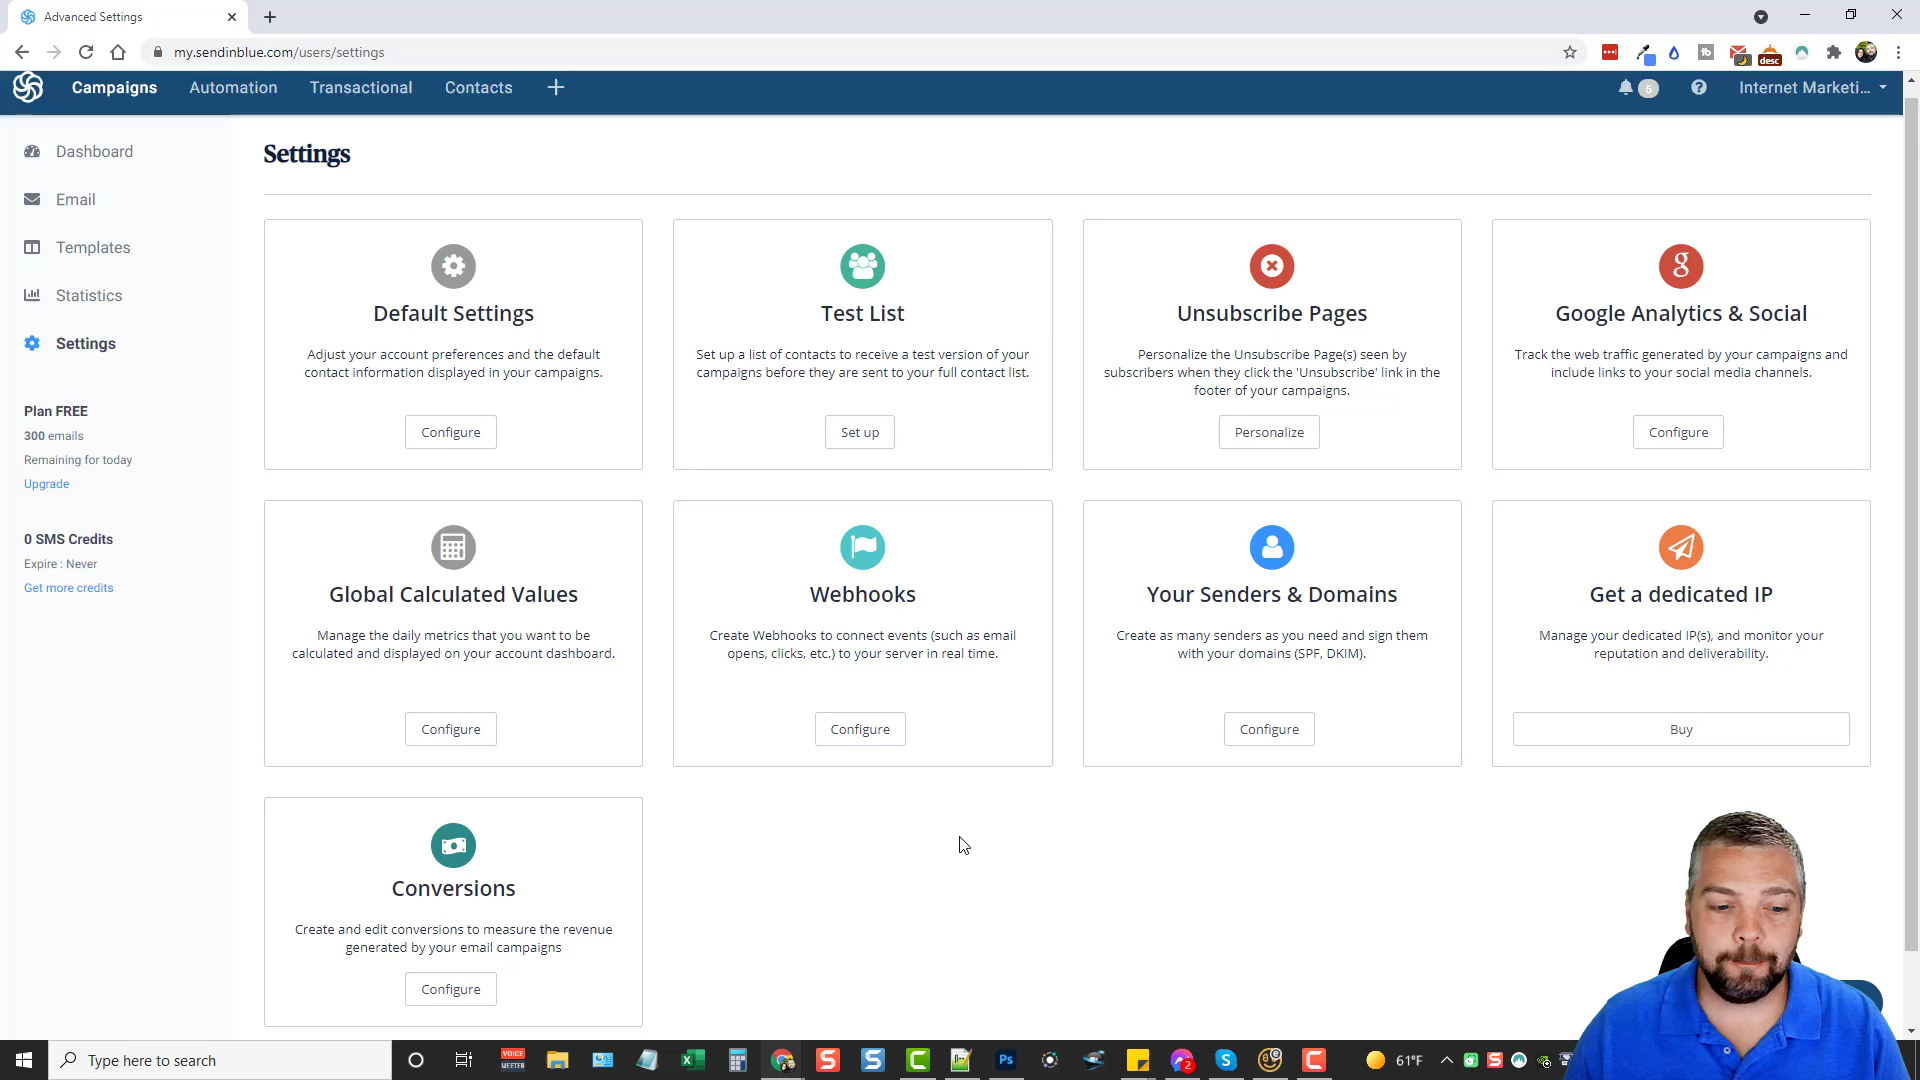 Advanced Settings
my.sendinblue.com/users/settings
desc
Campaigns
Automation
Transactional
Contacts
5
Internet Marketi...
Dashboard
Email
Templates
Statistics
Settings
Plan FREE
300 emails
Remaining for today
Upgrade
0 SMS Credits
Expire : Never
Get more credits
Settings
Default Settings
Adjust your account preferences and the default
contact information displayed in your campaigns.
Configure
Test List
Set up a list of contacts to receive a test version of your
campaigns before they are sent to your full contact list.
Set up
Unsubscribe Pages
Personalize the Unsubscribe Page(s) seen by
subscribers when they click the 'Unsubscribe' link in the
footer of your campaigns.
Personalize
Google Analytics & Social
Track the web traffic generated by your campaigns and
include links to your social media channels.
Configure
Global Calculated Values
Manage the daily metrics that you want to be
calculated and displayed on your account dashboard.
Configure
Webhooks
Create Webhooks to connect events (such as email
opens, clicks, etc.) to your server in real time.
Configure
Your Senders & Domains
Create as many senders as you need and sign them
with your domains (SPF, DKIM).
Configure
Get a dedicated IP
Manage your dedicated IP(s), and monitor your
reputation and deliverability.
Buy
Conversions
Create and edit conversions to measure the revenue
generated by your email campaigns
Configure
Type here to search
VOICE
MEETER
Ps
2
61°F